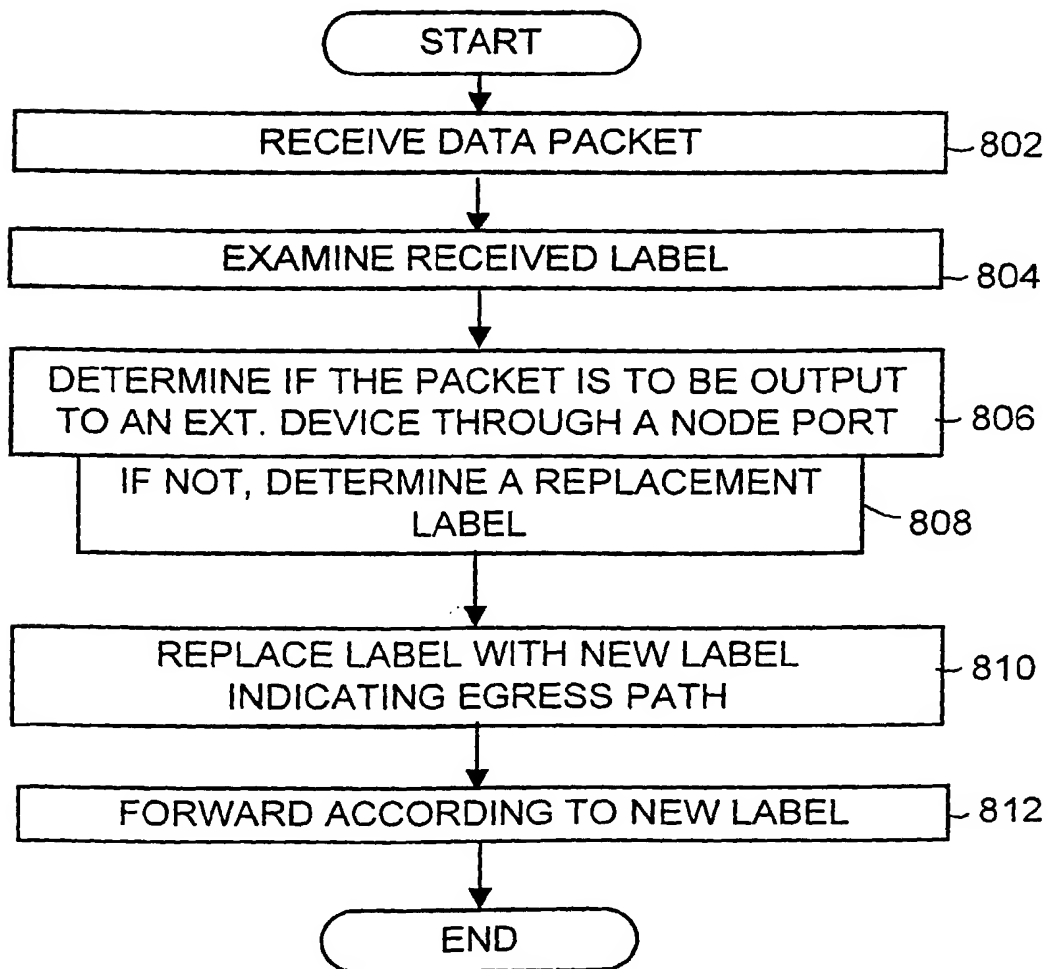 START
RECEIVE DATA PACKET
802
EXAMINE RECEIVED LABEL
804
DETERMINE IF THE PACKET IS TO BE OUTPUT
TO AN EXT. DEVICE THROUGH A NODE PORT
806
IF NOT, DETERMINE A REPLACEMENT
LABEL
808
REPLACE LABEL WITH NEW LABEL
INDICATING EGRESS PATH
810
FORWARD ACCORDING TO NEW LABEL
812
END